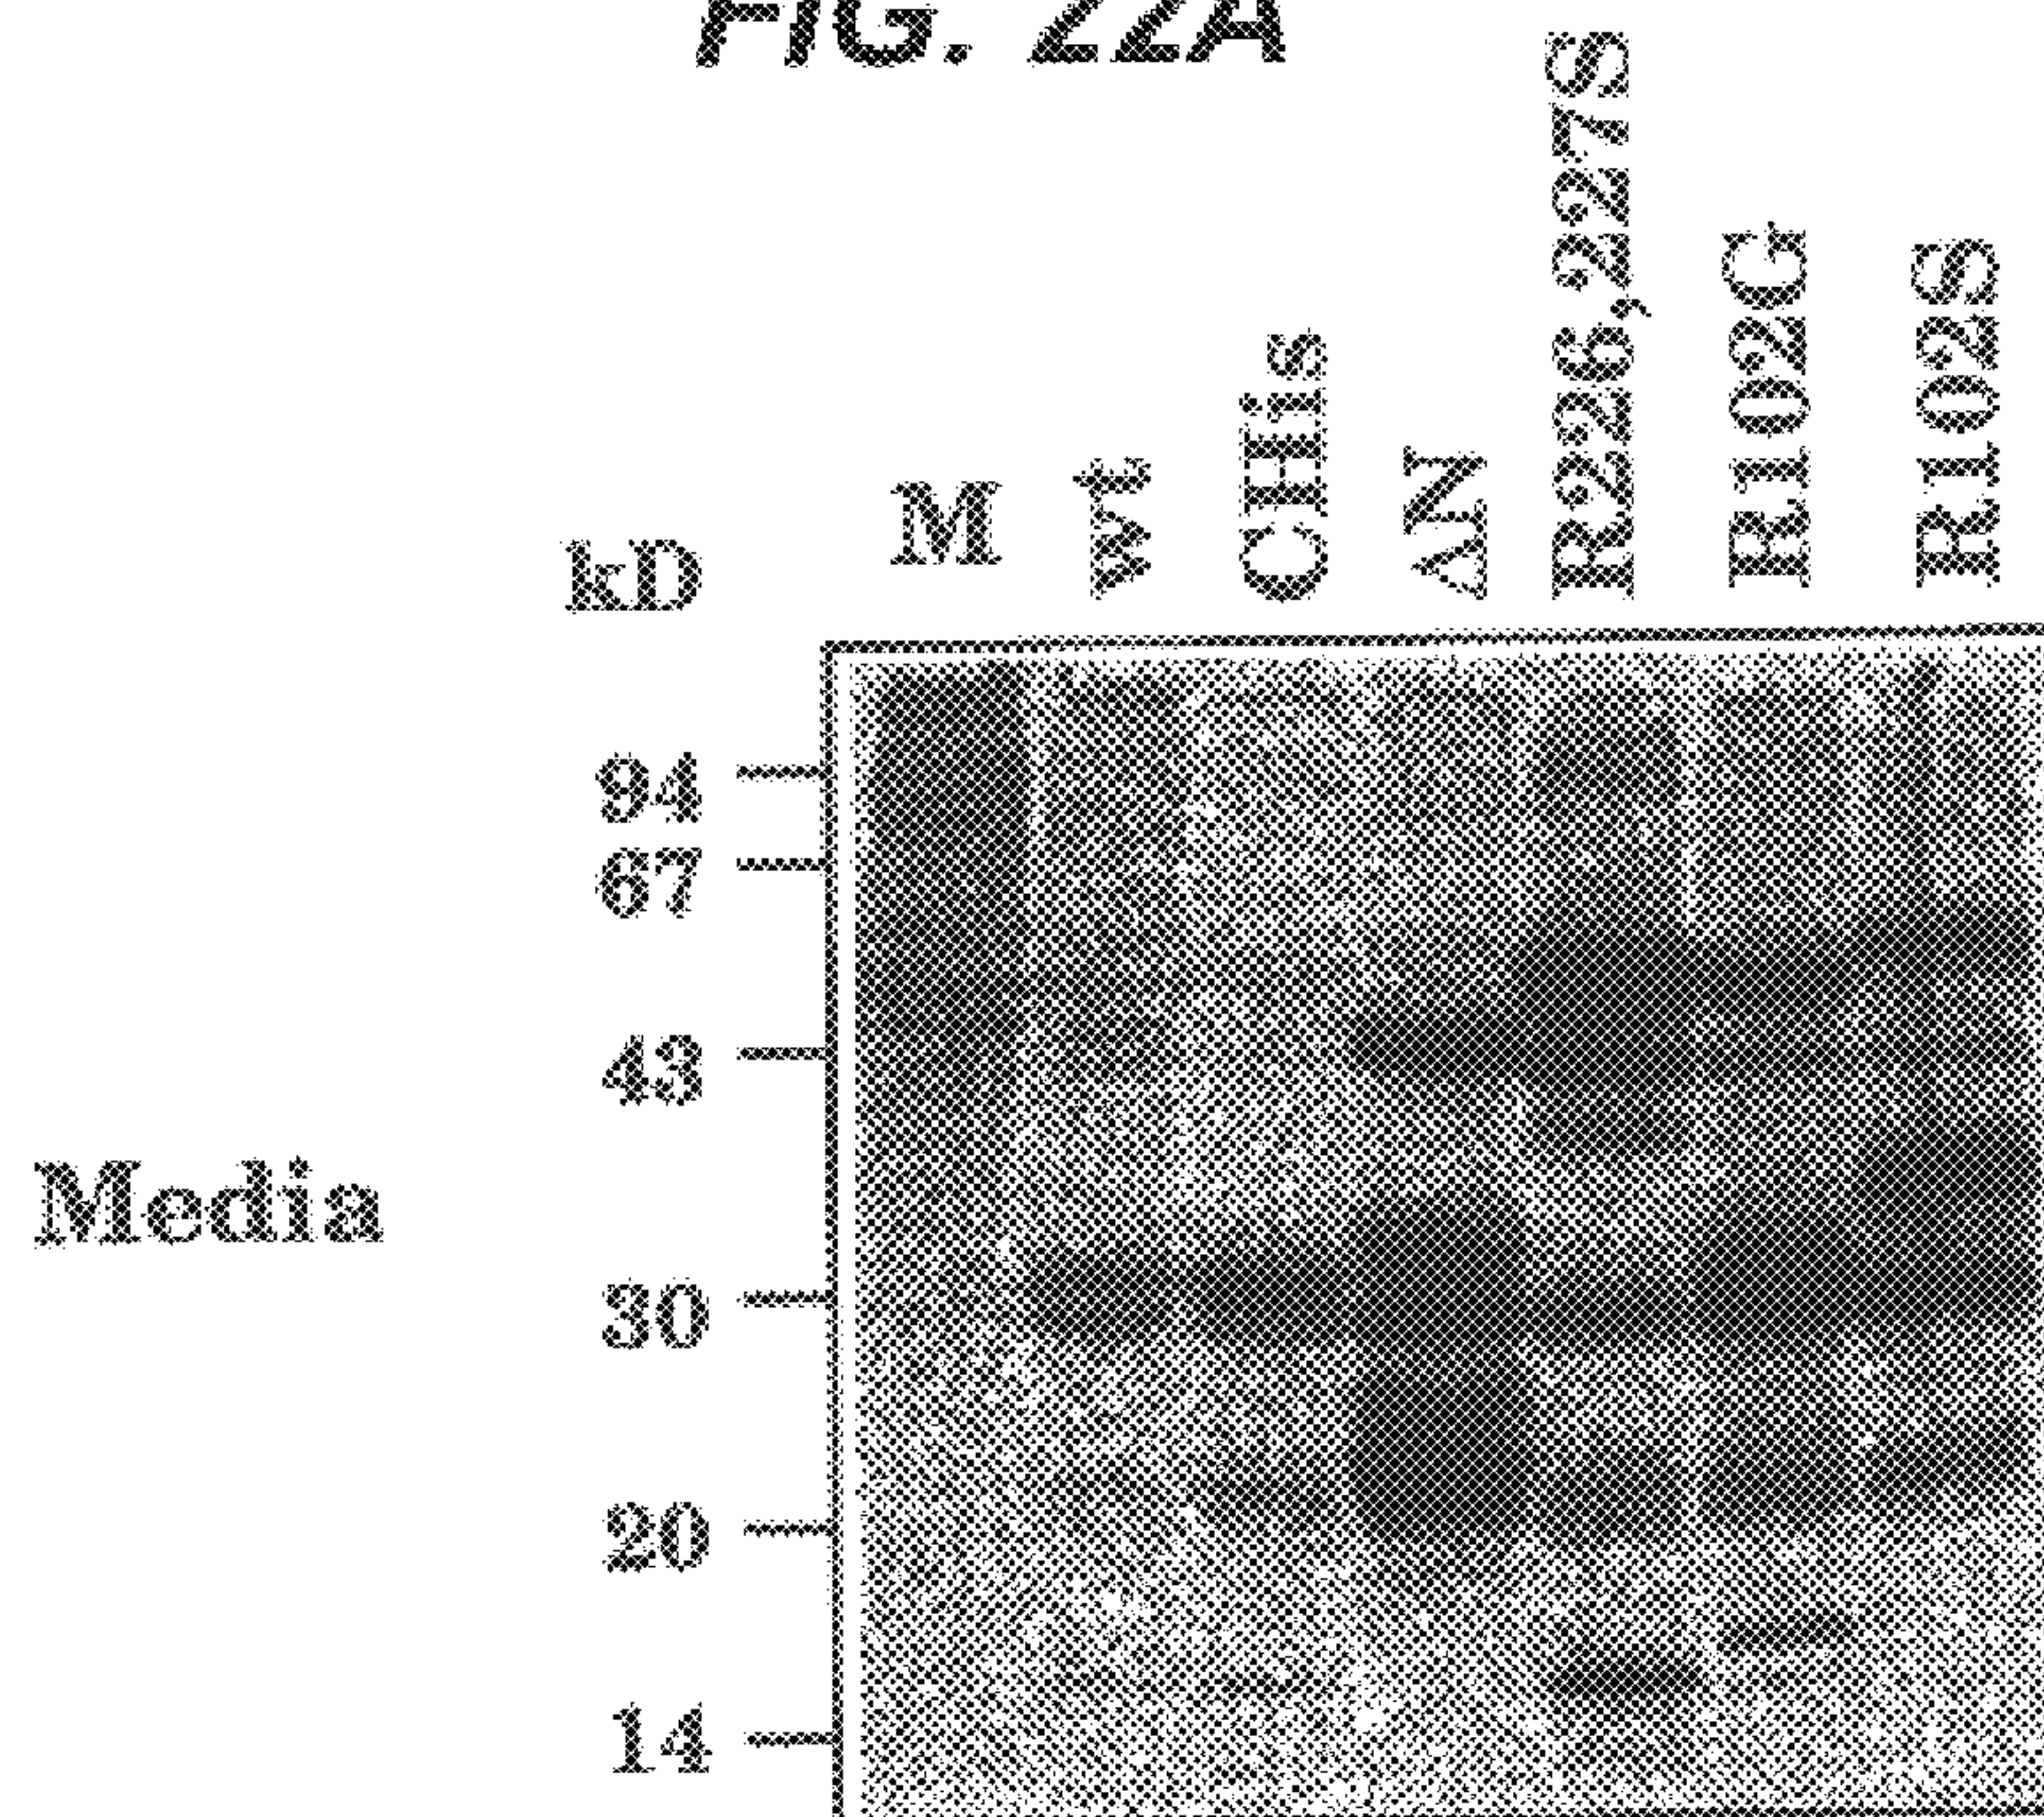 FIG. 22A
kD
M
wt
CHis
ΔN
R226,227S
R102G
R102S
94
67
43
Media
30
20
14